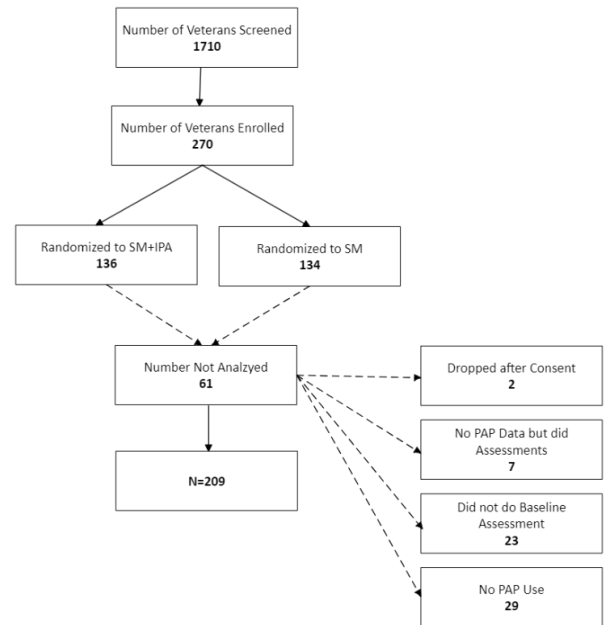 Number of Veterans Screened
1710
Number of Veterans Enrolled
270
Randomized to SM+IPA
136
Randomized to SM
134
Number Not Analzyed
61
N=209
Dropped after Consent
2
No PAP Data but did
Assessments
7
Did not do Baseline
Assessment
23
No PAP Use
29